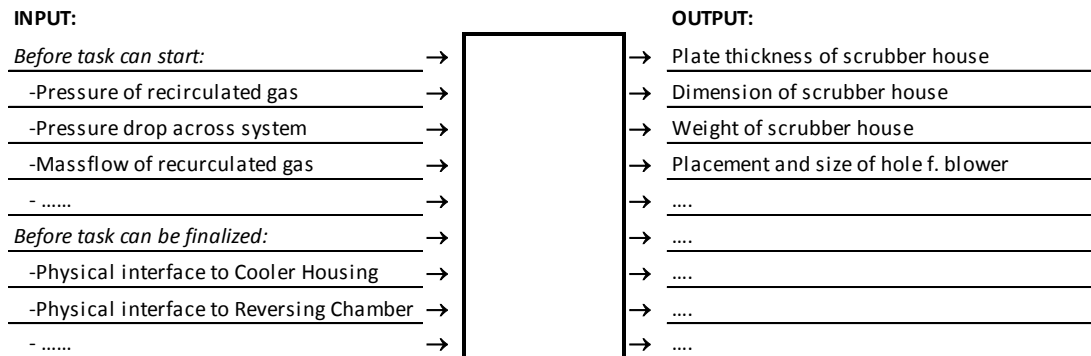 INPUT:
OUTPUT:
Before task can start: → → Plate thickness of scrubber house
-Pressure of recirculated gas → → Dimension of scrubber house
-Pressure drop across system → → Weight of scrubber house
-Massflow of recurculated gas → → Placement and size of hole f. blower
- ...... → → ....
Before task can be finalized: → → ....
-Physical interface to Cooler Housing → → ....
-Physical interface to Reversing Chamber → → ....
- ...... → → ....